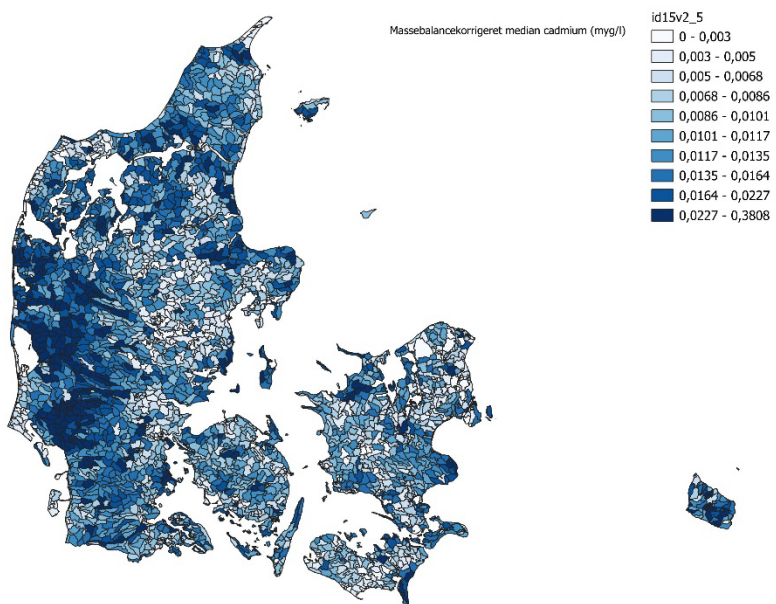 Massebalancekorrigeret median cadmium (myg/l)
id15v2_5
0 - 0,003
0,003 - 0,005
0,005 - 0,0068
0,0068 - 0,0086
0,0086 - 0,0101
0,0101 - 0,0117
0,0117 - 0,0135
0,0135 - 0,0164
0,0164 - 0,0227
0,0227 - 0,3808